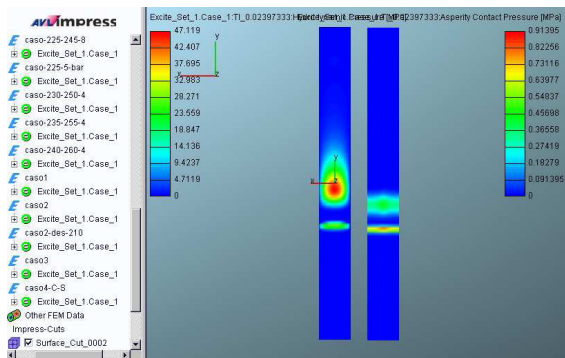 AVL impress
caso-225-245-8
Excite_Set_1.Case_1
caso-225-5-bar
Excite_Set_1.Case_1
caso-230-250-4
Excite_Set_1.Case_1
caso-235-255-4
Excite_Set_1.Case_1
caso-240-260-4
Excite_Set_1.Case_1
caso1
Excite_Set_1.Case_1
caso2
Excite_Set_1.Case_1
caso2-des-210
Excite_Set_1.Case_1
caso3
Excite_Set_1.Case_1
caso4-C-S
Excite_Set_1.Case_1
Other FEM Data
Impress-Cuts
Surface_Cut_0002
Excite_Set_1.Case_1:TI_0.02397333:
02397333:Asperity Contact Pressure [MPa]
47.119
42.407
37.695
32.983
28.271
23.559
18.847
14.136
9.4237
4.7119
0
y
x
z
y
x
z
0.91395
0.82256
0.73116
0.63977
0.54837
0.45698
0.36558
0.27419
0.18279
0.091395
0